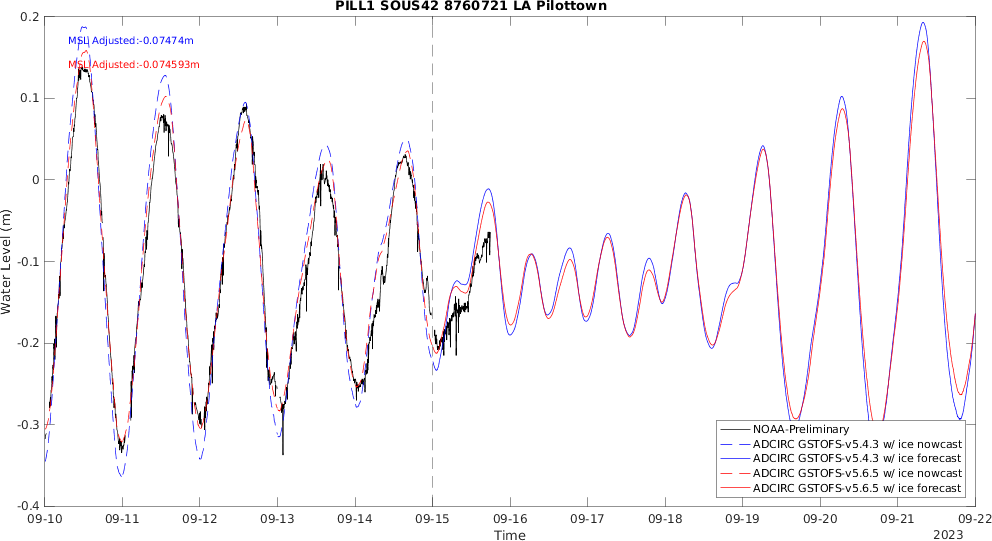 PILL1 SOUS42 8760721 LA Pilottown
MSL Adjusted:-0.07474m
MSL Adjusted:-0.074593m
Water Level (m)
0.2
0.1
0
-0.1
-0.2
-0.3
-0.4
NOAA-Preliminary
ADCIRC GSTOFS-v5.4.3 w/ ice nowcast
ADCIRC GSTOFS-v5.4.3 w/ ice forecast
ADCIRC GSTOFS-v5.6.5 w/ ice nowcast
ADCIRC GSTOFS-v5.6.5 w/ ice forecast
09-10 09-11 09-12 09-13 09-14 09-15 09-16 09-17 09-18 09-19 09-20 09-21 09-22
Time
2023